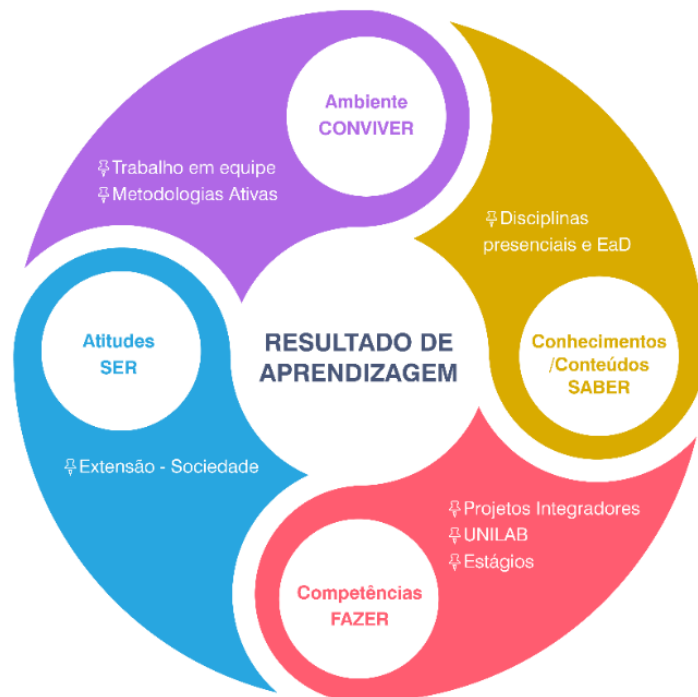 Ambiente
CONVIVER
Trabalho em equipe
Metodologias Ativas
Disciplinas
presenciais e EaD
Conhecimentos
/Conteúdos
SABER
RESULTADO DE
APRENDIZAGEM
Atitudes
SER
Extensão - Sociedade
Projetos Integradores
UNILAB
Estágios
Competências
FAZER